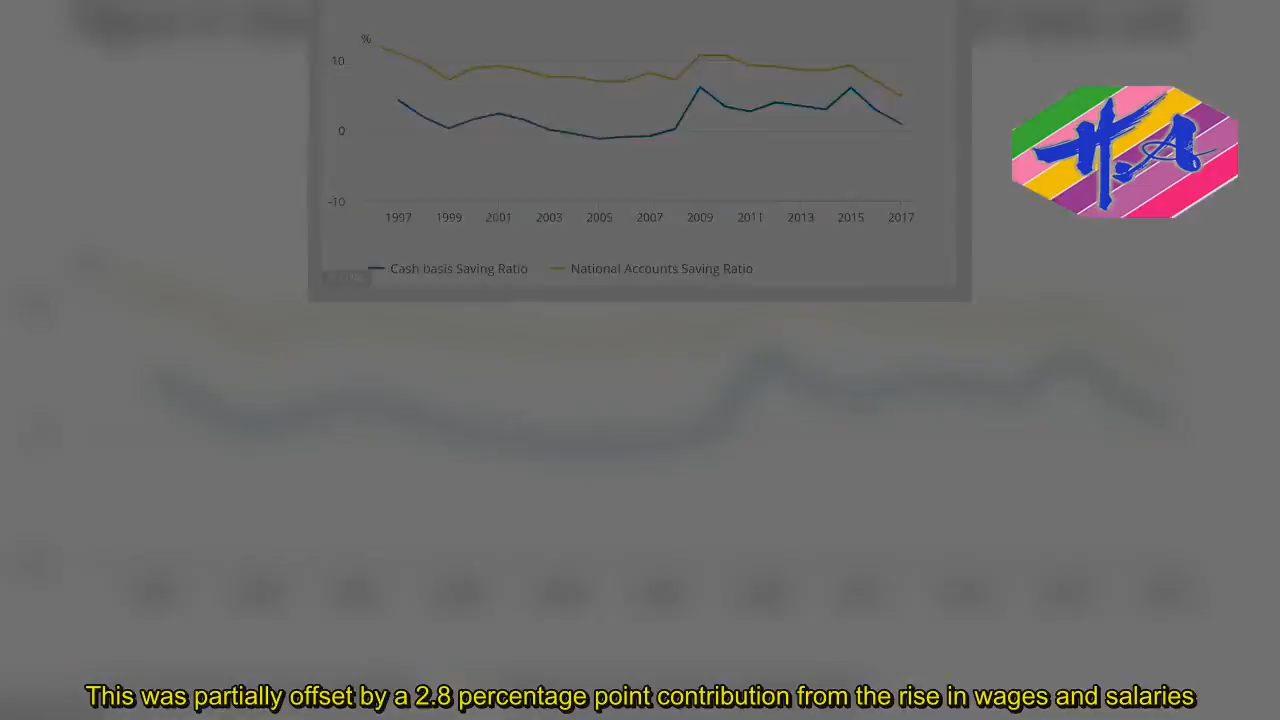 %
10
0
-10
1997 1999 2001 2003 2005 2007 2009 2011 2013 2015 2017
Cash basis Saving Ratio National Accounts Saving Ratio
This was partially offset by a 2.8 percentage point contribution from the rise in wages and salaries